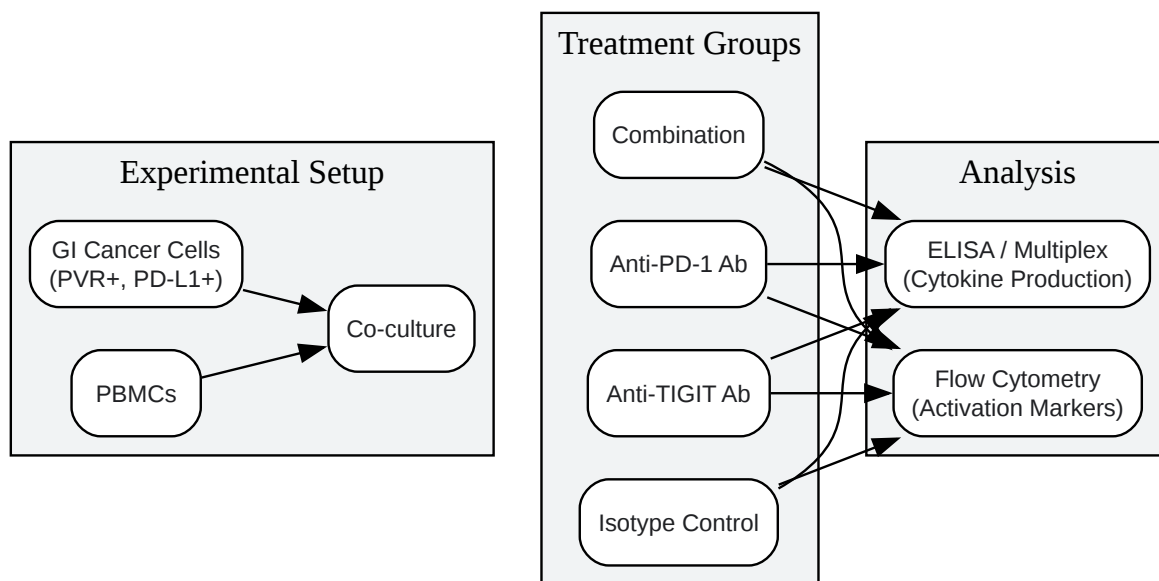 Experimental Setup
GI Cancer Cells
(PVR+, PD-L1+)
PBMCs
Co-culture
Treatment Groups
Combination
Anti-PD-1 Ab
Anti-TIGIT Ab
Isotype Control
Analysis
ELISA / Multiplex
(Cytokine Production)
Flow Cytometry
(Activation Markers)